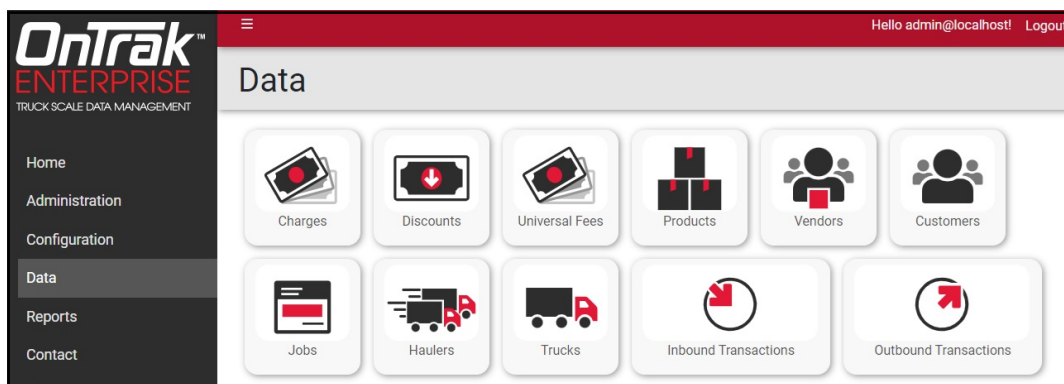 OnTrak™
ENTERPRISE
TRUCK SCALE DATA MANAGEMENT
☰ Hello admin@localhost! Logout
Data
Home
Administration
Configuration
Data
Reports
Contact
Charges Discounts Universal Fees Products Vendors Customers
Jobs Haulers Trucks Inbound Transactions Outbound Transactions